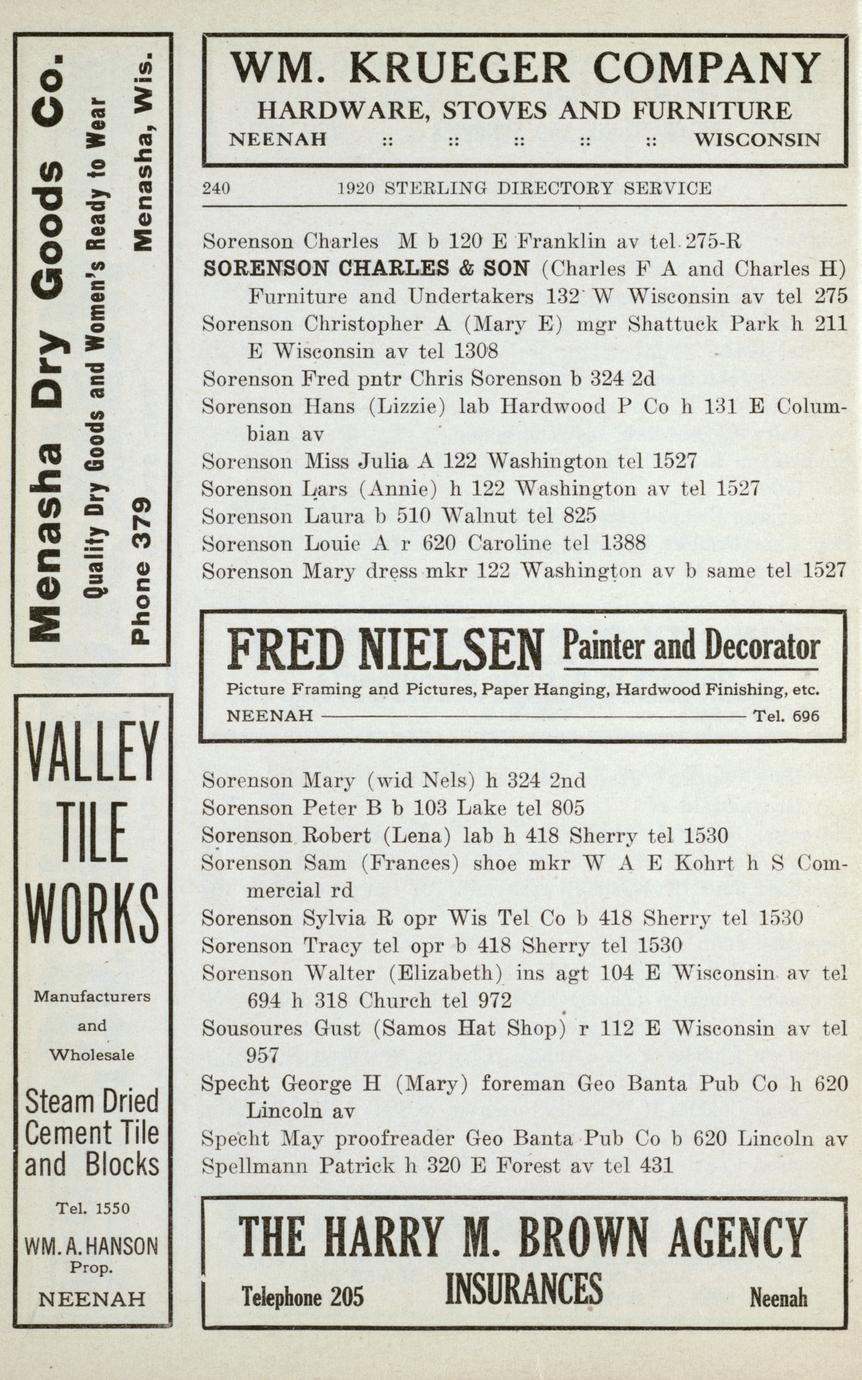 WM. KRUEGER COMPANY
HARDWARE, STOVES AND FURNITURE
NEENAH :: :: :: :: :: WISCONSIN
240 1920 STERLING DIRECTORY SERVICE
Sorenson Charles M b 120 E Franklin av tel 275-R
SORENSON CHARLES & SON (Charles F A and Charles H)
Furniture and Undertakers 132 W Wisconsin av tel 275
Sorenson Christopher A (Mary E) mgr Shattuck Park h 211
E Wisconsin av tel 1308
Sorenson Fred pntr Chris Sorenson b 324 2d
Sorenson Hans (Lizzie) lab Hardwood P Co h 131 E Colum-
bian av
Sorenson Miss Julia A 122 Washington tel 1527
Sorenson Lars (Annie) h 122 Washington av tel 1527
Sorenson Laura b 510 Walnut tel 825
Sorenson Louie A r 620 Caroline tel 1388
Sorenson Mary dress mkr 122 Washington av b same tel 1527
FRED NIELSEN Painter and Decorator
Picture Framing and Pictures, Paper Hanging, Hardwood Finishing, etc.
NEENAH Tel. 696
Sorenson Mary (wid Nels) h 324 2nd
Sorenson Peter B b 103 Lake tel 805
Sorenson Robert (Lena) lab h 418 Sherry tel 1530
Sorenson Sam (Frances) shoe mkr W A E Kohrt h S Com-
mercial rd
Sorenson Sylvia R opr Wis Tel Co b 418 Sherry tel 1530
Sorenson Tracy tel opr b 418 Sherry tel 1530
Sorenson Walter (Elizabeth) ins agt 104 E Wisconsin av tel
694 h 318 Church tel 972
Sousoures Gust (Samos Hat Shop) r 112 E Wisconsin av tel
957
Specht George H (Mary) foreman Geo Banta Pub Co h 620
Lincoln av
Specht May proofreader Geo Banta Pub Co b 620 Lincoln av
Spellmann Patrick h 320 E Forest av tel 431
THE HARRY M. BROWN AGENCY
Telephone 205 INSURANCES Neenah
Menasha Dry Goods Co.
Quality Dry Goods and Women's Ready to Wear
Phone 379 Menasha, Wis.
VALLEY
TILE
WORKS
Manufacturers
and
Wholesale
Steam Dried
Cement Tile
and Blocks
Tel. 1550
WM. A. HANSON
Prop.
NEENAH